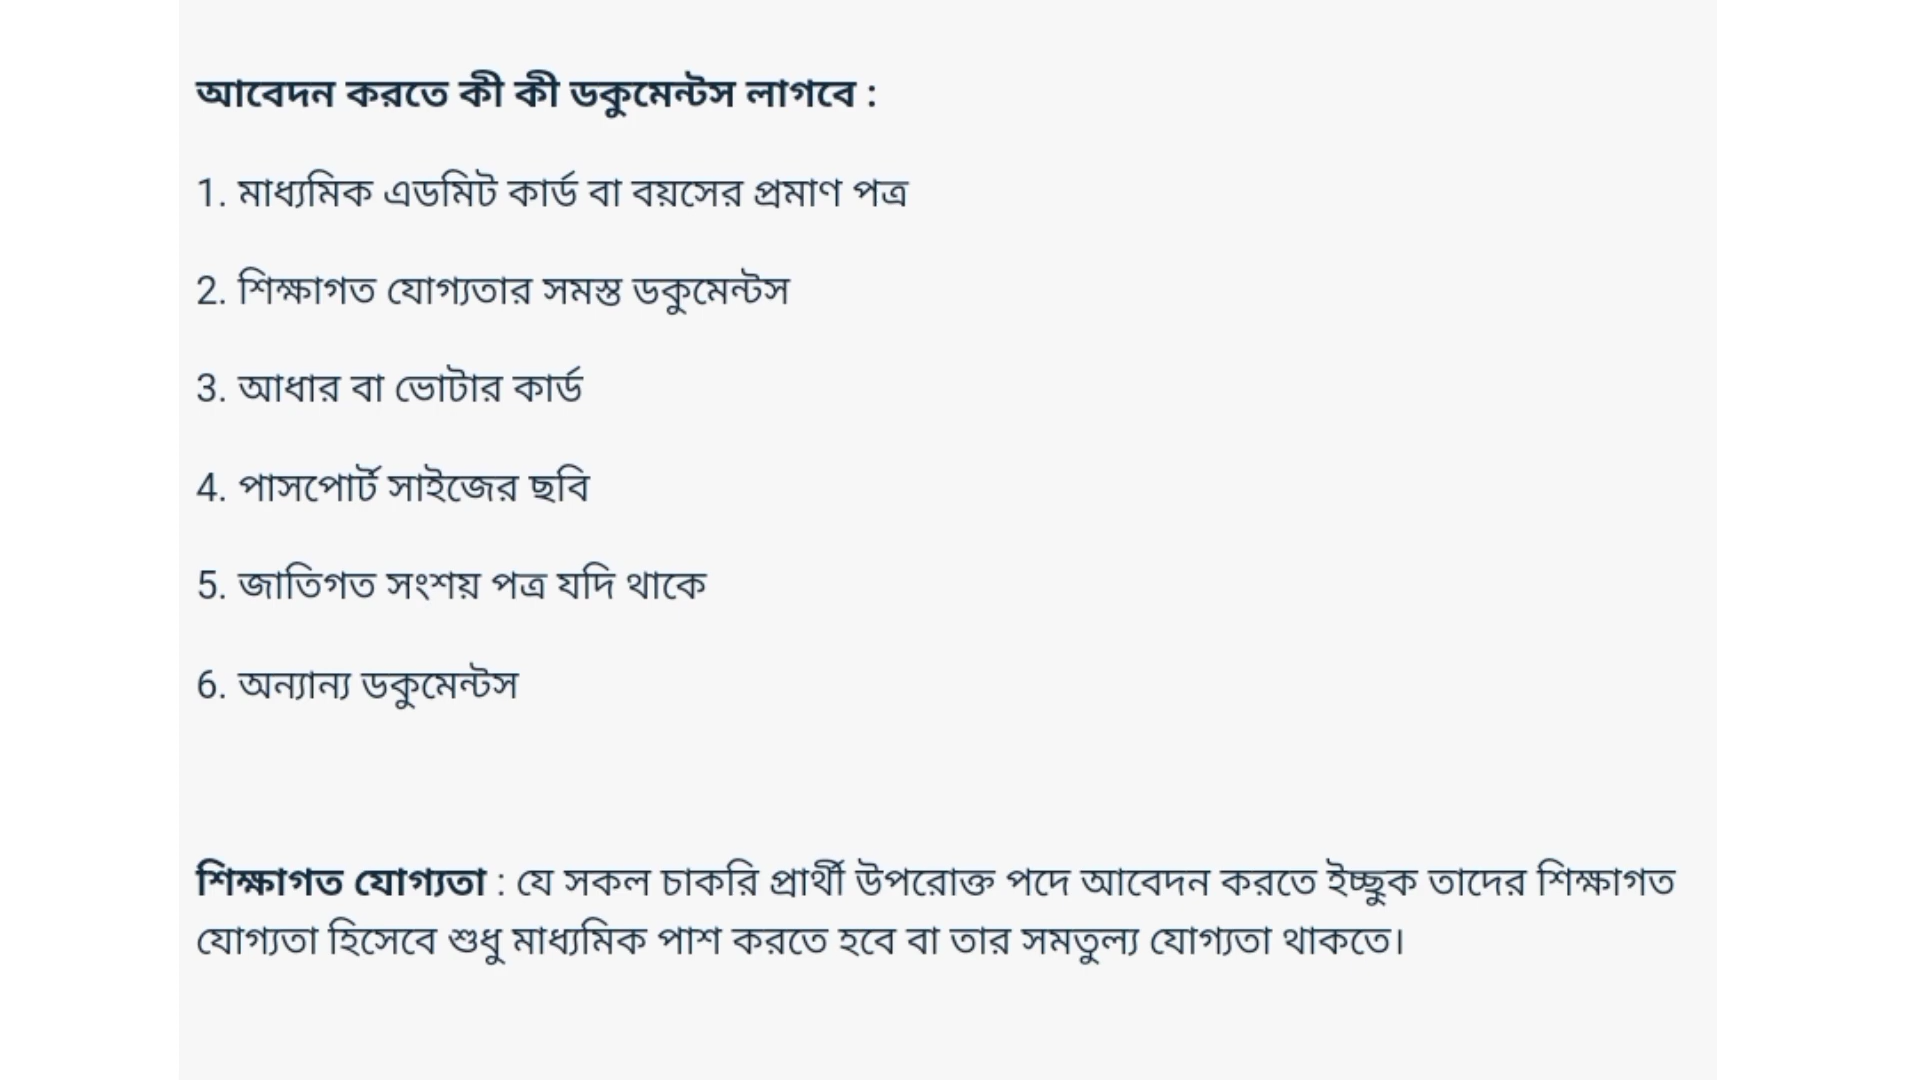 আবেদন করতে কী কী ডকুমেন্টস লাগবে :
1. মাধ্যমিক এডমিট কার্ড বা বয়সের প্রমাণ পত্র
2. শিক্ষাগত যোগ্যতার সমস্ত ডকুমেন্টস
3. আধার বা ভোটার কার্ড
4. পাসপোর্ট সাইজের ছবি
5. জাতিগত সংশয় পত্র যদি থাকে
6. অন্যান্য ডকুমেন্টস
শিক্ষাগত যোগ্যতা : যে সকল চাকরি প্রার্থী উপরোক্ত পদে আবেদন করতে ইচ্ছুক তাদের শিক্ষাগত
যোগ্যতা হিসেবে শুধু মাধ্যমিক পাশ করতে হবে বা তার সমতুল্য যোগ্যতা থাকতে।